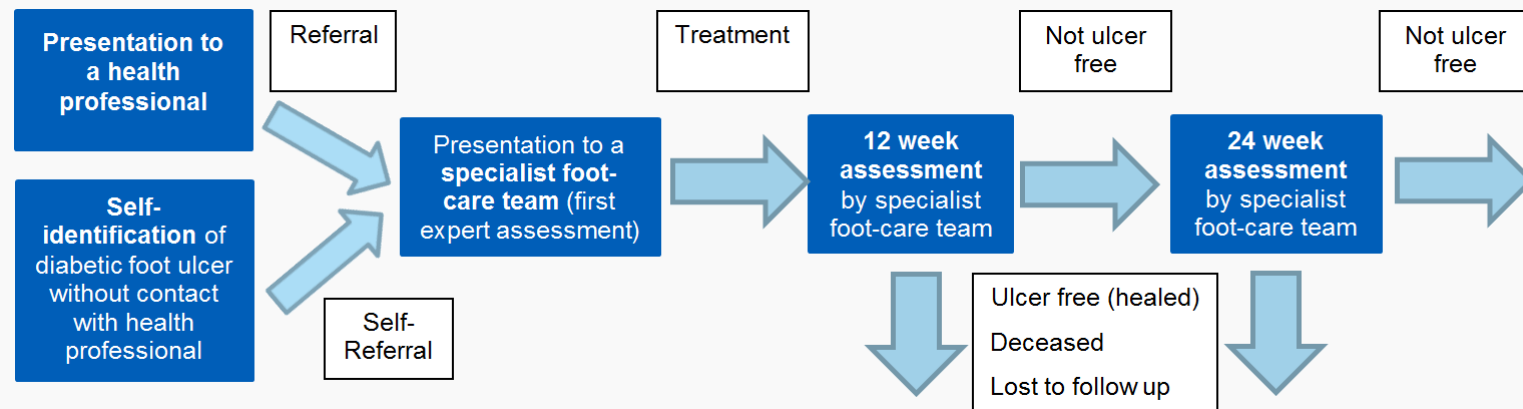 Presentation to
a health
professional
Referral
Self-
identification of
diabetic foot ulcer
without contact
with health
professional
Self-
Referral
Presentation to a
specialist foot-
care team (first
expert assessment)
Treatment
12 week
assessment
by specialist
foot-care team
Not ulcer
free
24 week
assessment
by specialist
foot-care team
Not ulcer
free
Ulcer free (healed)
Deceased
Lost to follow up